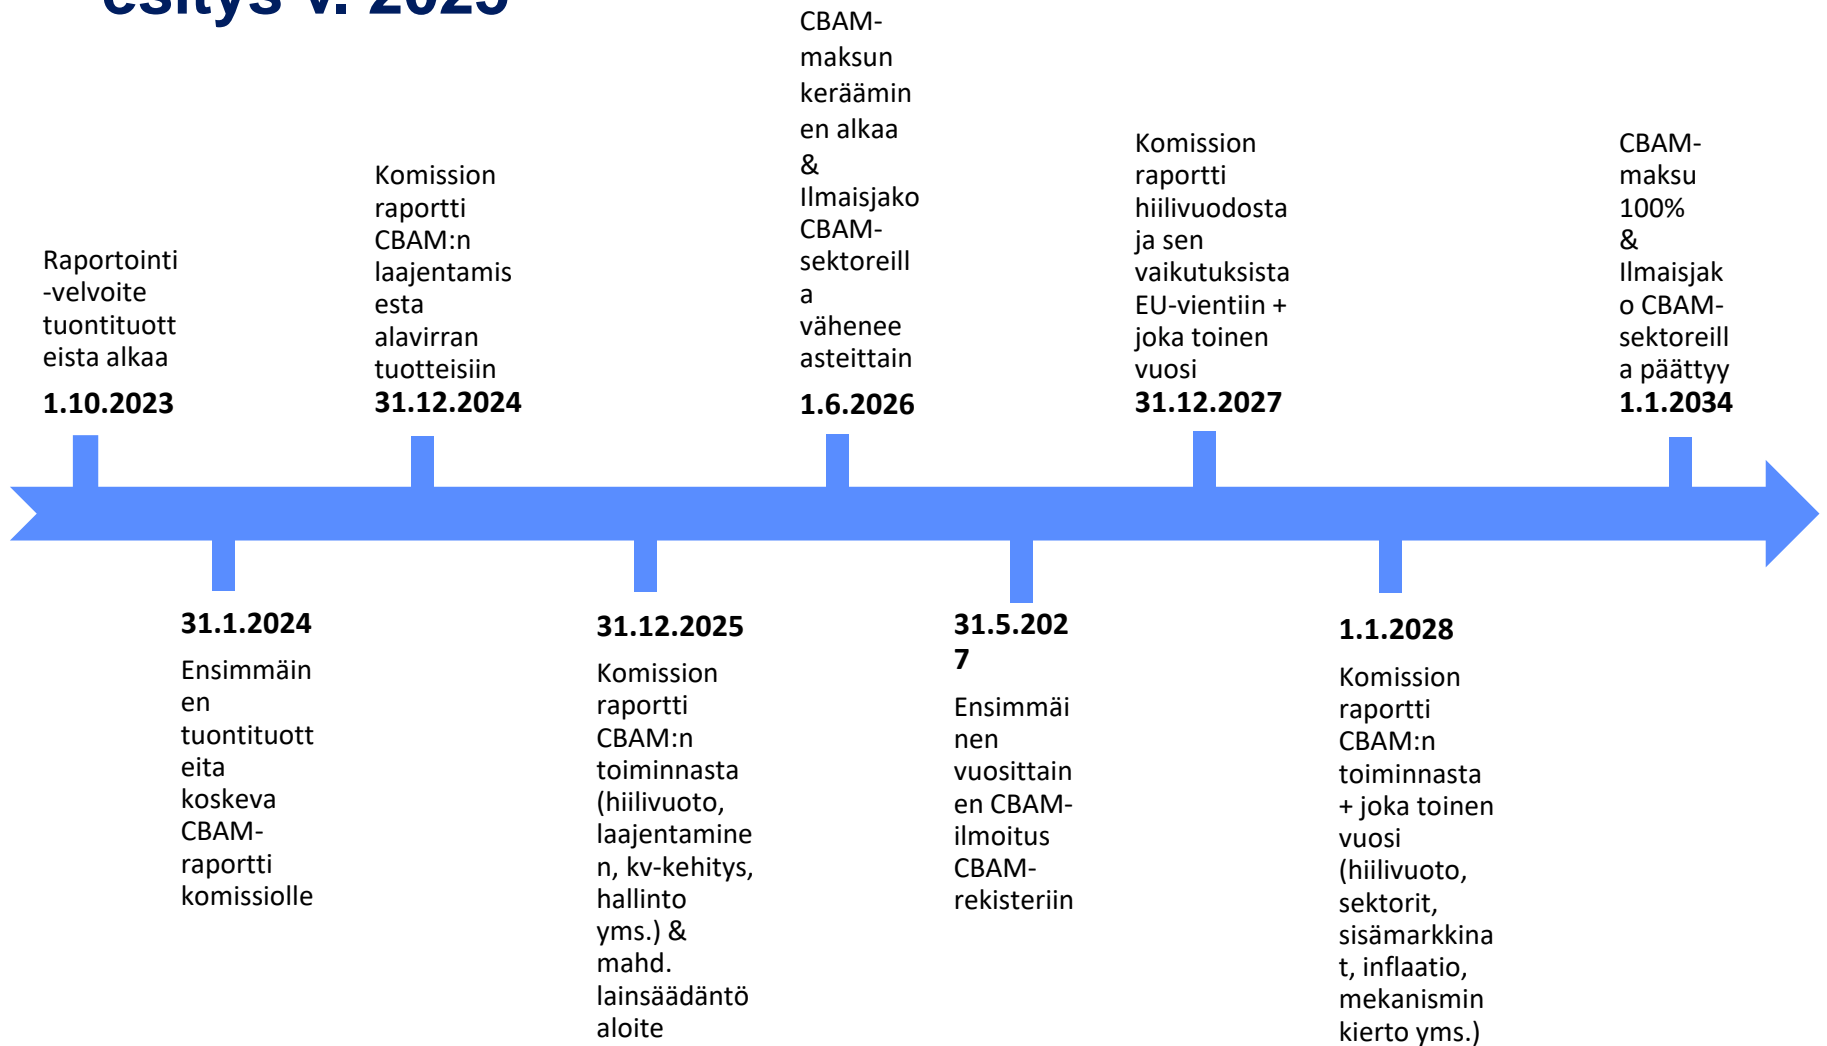 esitys v. 2025
Raportointi
-velvoite
tuontituott
eista alkaa
1.10.2023
Komission
raportti
CBAM:n
laajentamis
esta
alavirran
tuotteisiin
31.12.2024
CBAM-
maksun
keräämin
en alkaa
&
Ilmaisjako
CBAM-
sektoreill
a
vähenee
asteittain
1.6.2026
Komission
raportti
hiilivuodosta
ja sen
vaikutuksista
EU-vientiin +
joka toinen
vuosi
31.12.2027
CBAM-
maksu
100%
&
Ilmaisjak
o CBAM-
sektoreill
a päättyy
1.1.2034
31.1.2024
Ensimmäin
en
tuontituott
eita
koskeva
CBAM-
raportti
komissiolle
31.12.2025
Komission
raportti
CBAM:n
toiminnasta
(hiilivuoto,
laajentamine
n, kv-kehitys,
hallinto
yms.) &
mahd.
lainsäädäntö
aloite
31.5.202
7
Ensimmäi
nen
vuosittain
en CBAM-
ilmoitus
CBAM-
rekisteriin
1.1.2028
Komission
raportti
CBAM:n
toiminnasta
+ joka toinen
vuosi
(hiilivuoto,
sektorit,
sisämarkkina
t, inflaatio,
mekanismin
kierto yms.)